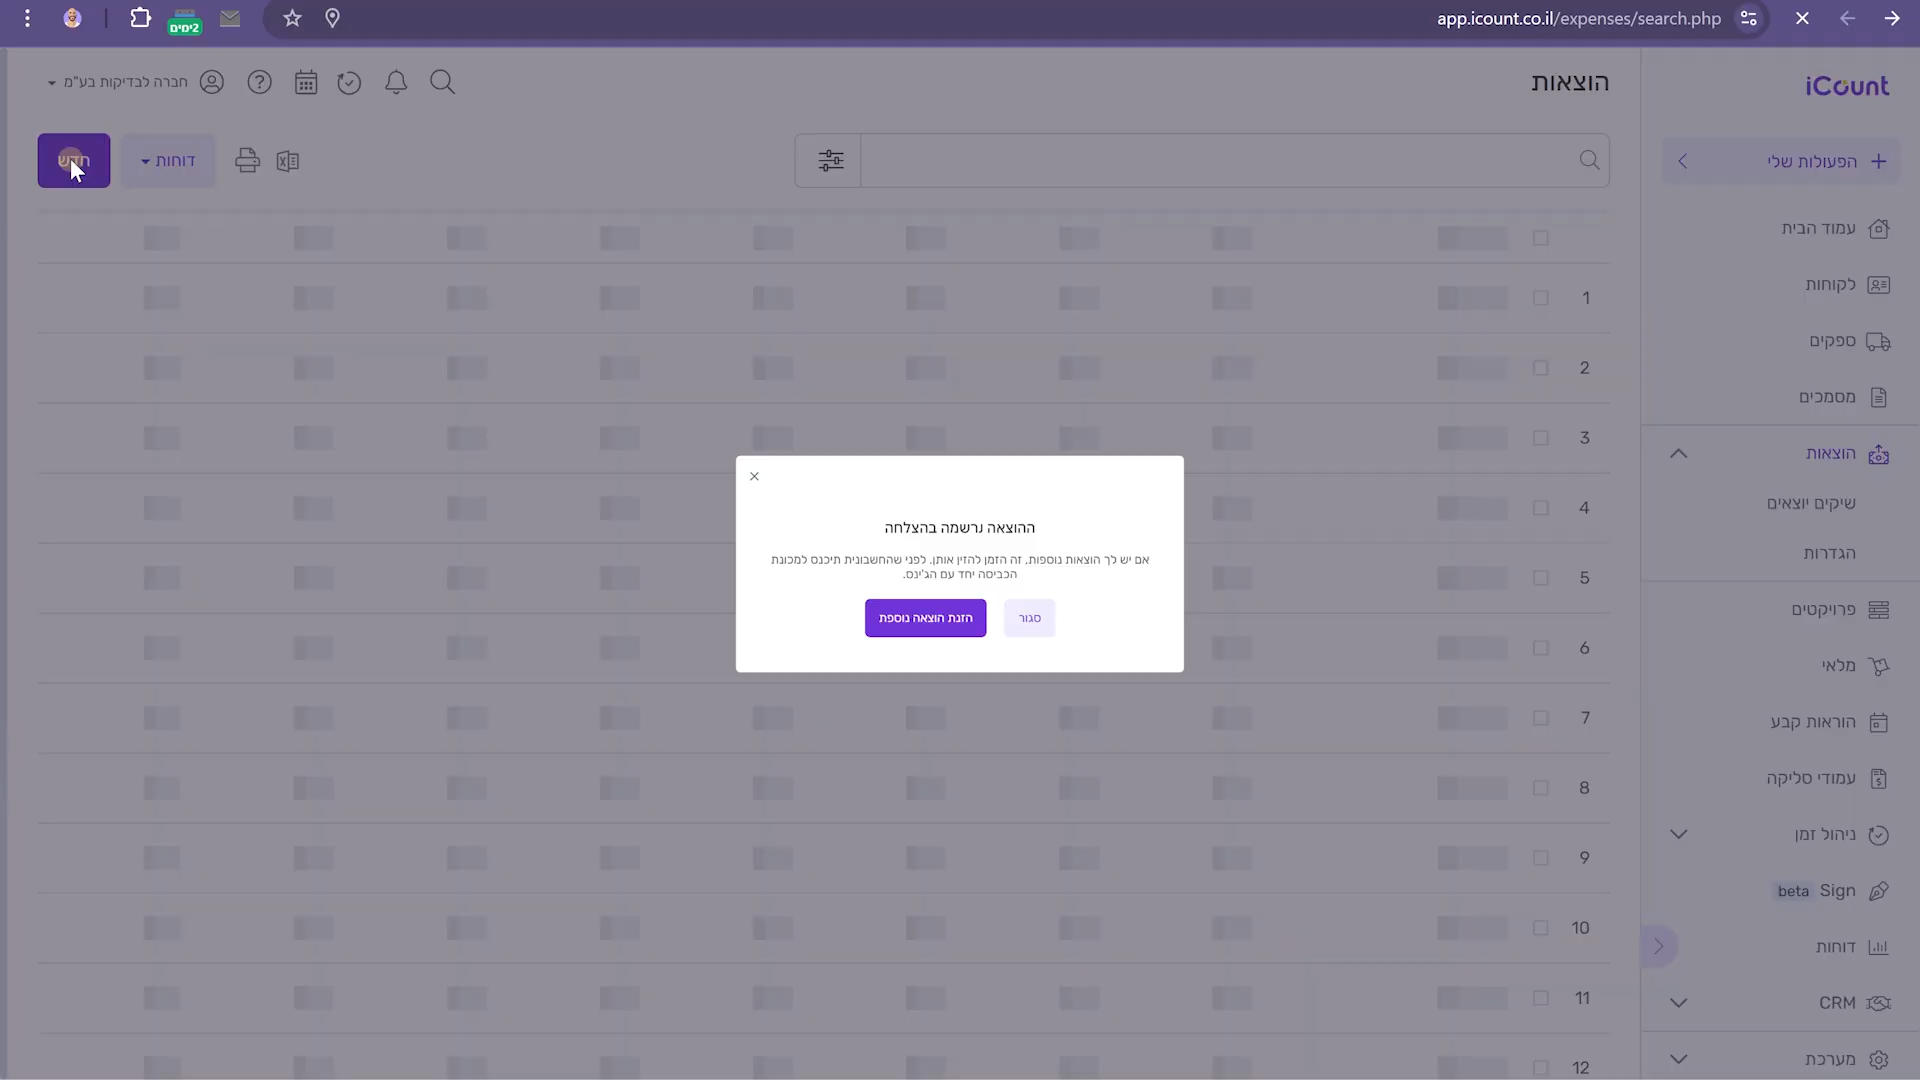 app.icount.co.il/expenses/search.php
2ימים
iCount
הוצאות
חברה לבדיקות בע"מ
הפעולות שלי
דוחות
חדש
עמוד הבית
לקוחות
ספקים
מסמכים
הוצאות
שיקים יוצאים
הגדרות
פרויקטים
מלאי
הוראות קבע
עמודי סליקה
ניהול זמן
Sign beta
דוחות
CRM
מערכת
1
2
3
4
5
6
7
8
9
10
11
12
ההוצאה נרשמה בהצלחה
אם יש לך הוצאות נוספות, זה הזמן להזין אותן. לפני שהחשבונית תיכנס למכונת
הכביסה יחד עם הג'ינס.
סגור
הזנת הוצאה נוספת